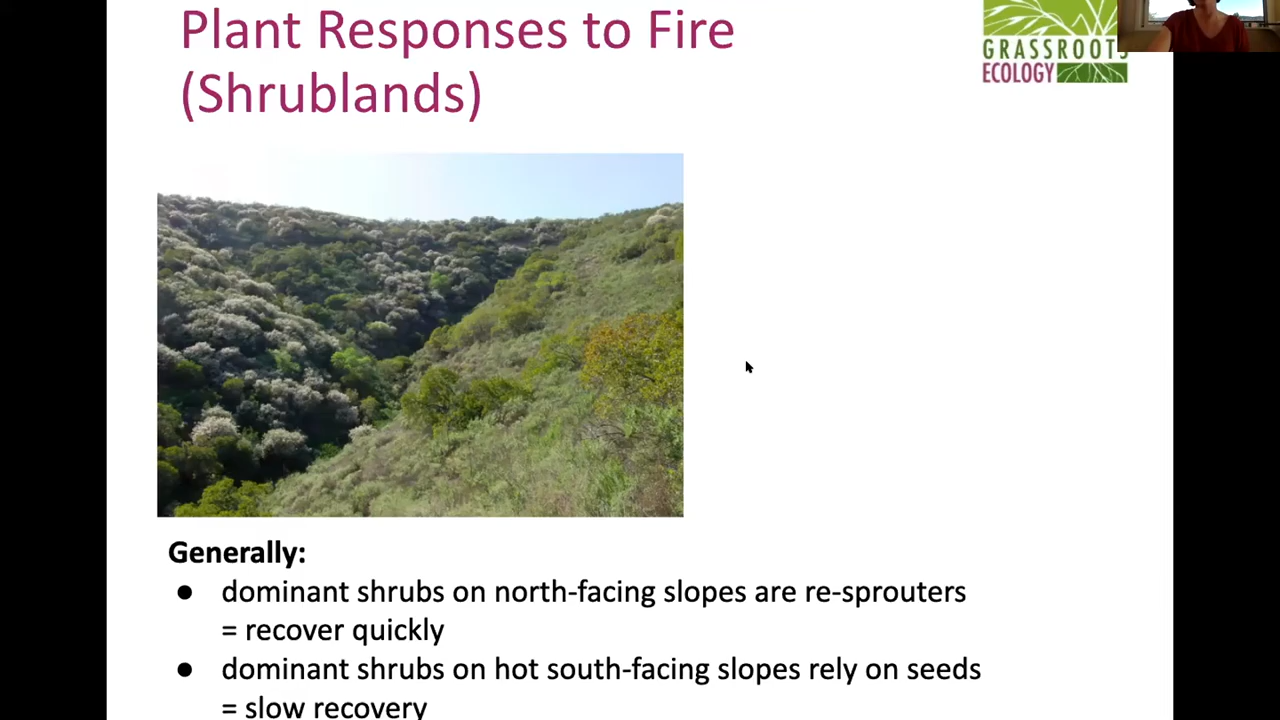 Plant Responses to Fire
(Shrublands)
GRASSROOTS
ECOLOGY
Generally:
● dominant shrubs on north-facing slopes are re-sprouters
= recover quickly
● dominant shrubs on hot south-facing slopes rely on seeds
= slow recovery